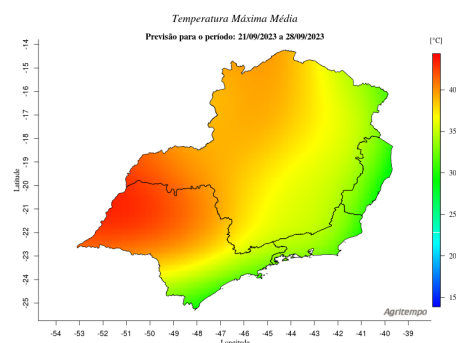 Temperatura Máxima Média
Previsão para o período: 21/09/2023 a 28/09/2023
[°C]
-14
-15
-16
-17
-18
-19
-20
-21
-22
-23
-24
-25
Latitude
40
35
30
25
20
15
Agritempo
-54 -53 -52 -51 -50 -49 -48 -47 -46 -45 -44 -43 -42 -41 -40 -39
Longitude